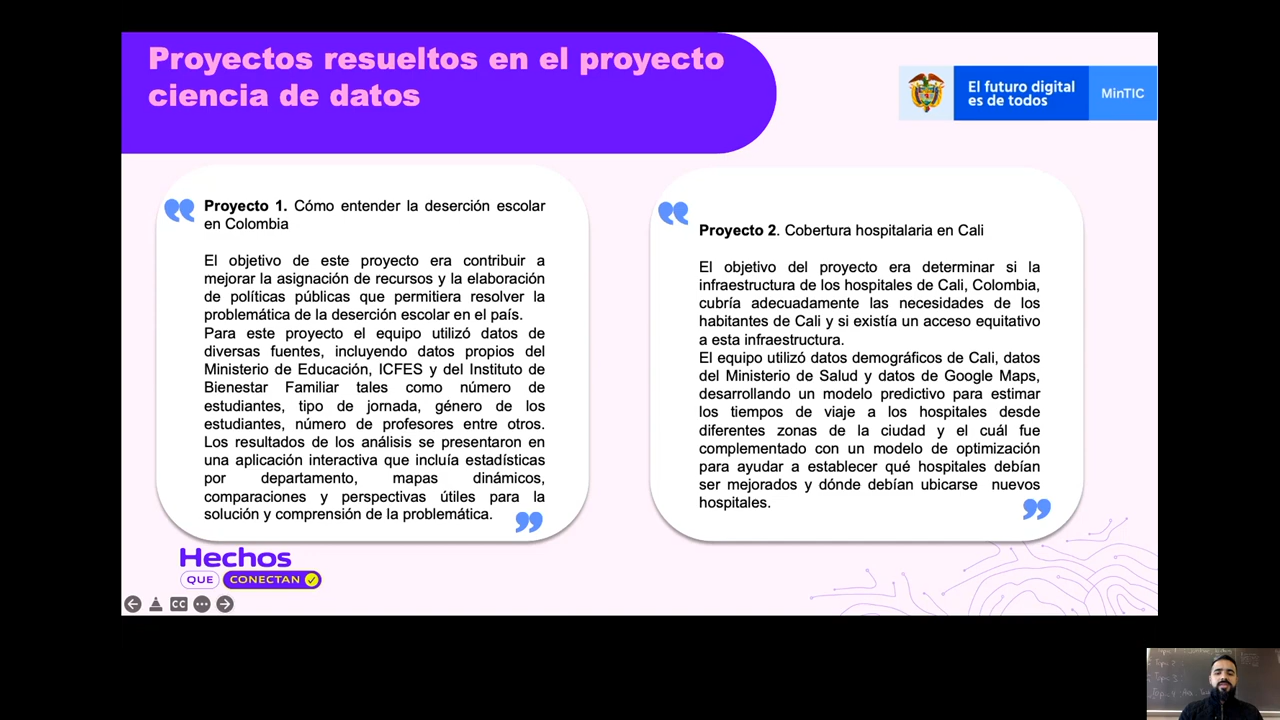 Proyectos resueltos en el proyecto
ciencia de datos
El futuro digital
es de todos
MinTIC
Proyecto 1. Cómo entender la deserción escolar
en Colombia
El objetivo de este proyecto era contribuir a
mejorar la asignación de recursos y la elaboración
de políticas públicas que permitiera resolver la
problemática de la deserción escolar en el país.
Para este proyecto el equipo utilizó datos de
diversas fuentes, incluyendo datos propios del
Ministerio de Educación, ICFES y del Instituto de
Bienestar Familiar tales como número de
estudiantes, tipo de jornada, género de los
estudiantes, número de profesores entre otros.
Los resultados de los análisis se presentaron en
una aplicación interactiva que incluía estadísticas
por departamento, mapas dinámicos,
comparaciones y perspectivas útiles para la
solución y comprensión de la problemática.
Proyecto 2. Cobertura hospitalaria en Cali
El objetivo del proyecto era determinar si la
infraestructura de los hospitales de Cali, Colombia,
cubría adecuadamente las necesidades de los
habitantes de Cali y si existía un acceso equitativo
a esta infraestructura.
El equipo utilizó datos demográficos de Cali, datos
del Ministerio de Salud y datos de Google Maps,
desarrollando un modelo predictivo para estimar
los tiempos de viaje a los hospitales desde
diferentes zonas de la ciudad y el cuál fue
complementado con un modelo de optimización
para ayudar a establecer qué hospitales debían
ser mejorados y dónde debían ubicarse nuevos
hospitales.
Hechos
QUE CONECTAN
CC